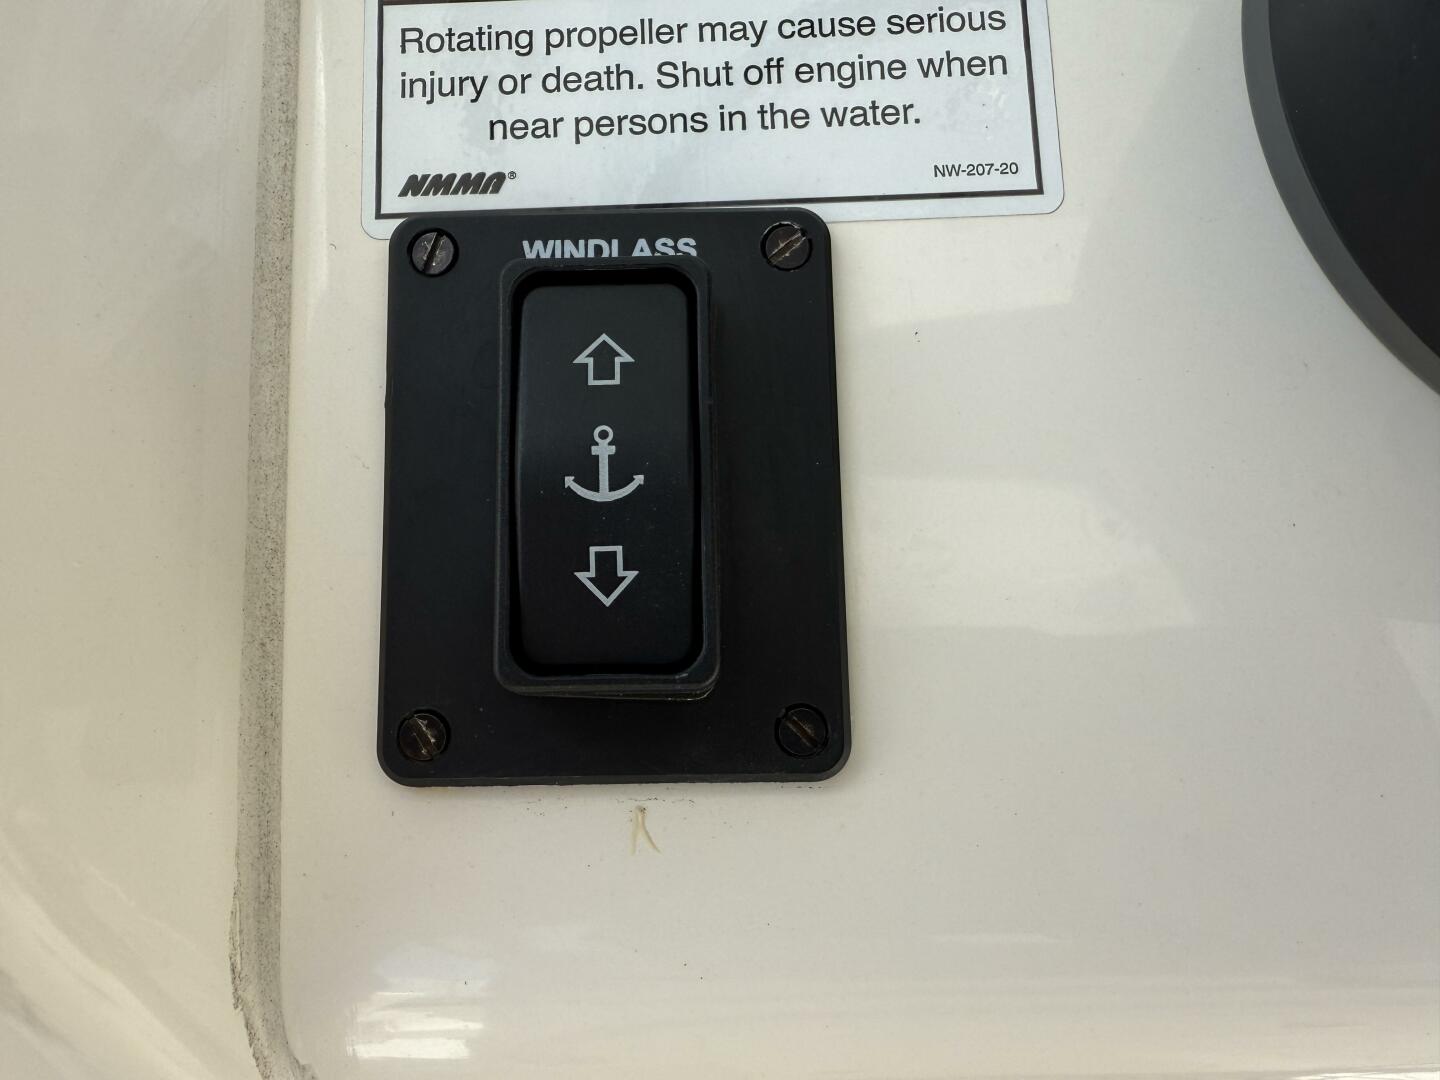 Rotating propeller may cause serious
injury or death. Shut off engine when
near persons in the water.
NMMA®
NW-207-20
WINDLASS